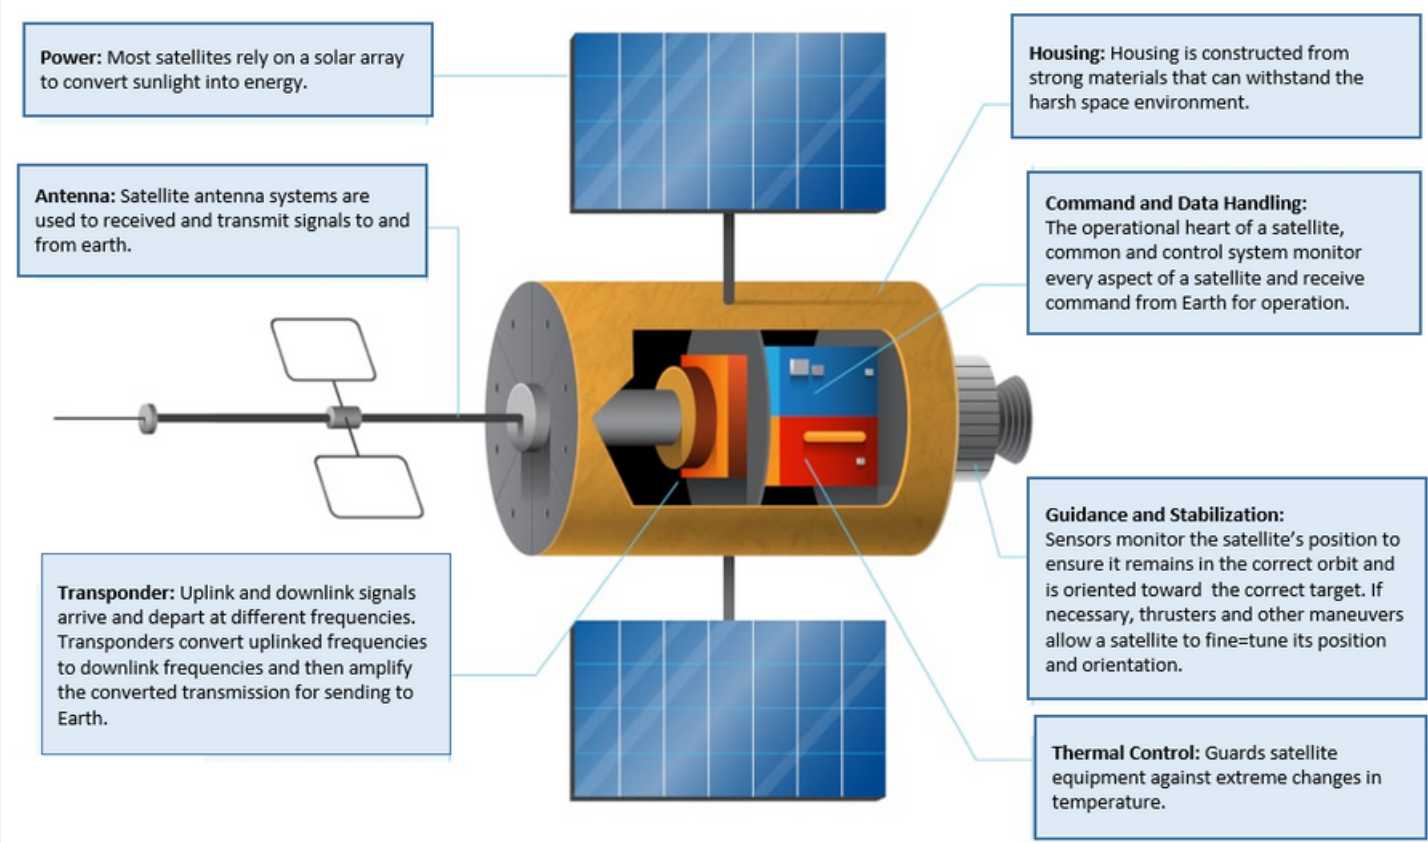 Power: Most satellites rely on a solar array
to convert sunlight into energy.
Antenna: Satellite antenna systems are
used to received and transmit signals to and
from earth.
Transponder: Uplink and downlink signals
arrive and depart at different frequencies.
Transponders convert uplinked frequencies
to downlink frequencies and then amplify
the converted transmission for sending to
Earth.
Housing: Housing is constructed from
strong materials that can withstand the
harsh space environment.
Command and Data Handling:
The operational heart of a satellite,
common and control system monitor
every aspect of a satellite and receive
command from Earth for operation.
Guidance and Stabilization:
Sensors monitor the satellite’s position to
ensure it remains in the correct orbit and
is oriented toward the correct target. If
necessary, thrusters and other maneuvers
allow a satellite to fine=tune its position
and orientation.
Thermal Control: Guards satellite
equipment against extreme changes in
temperature.